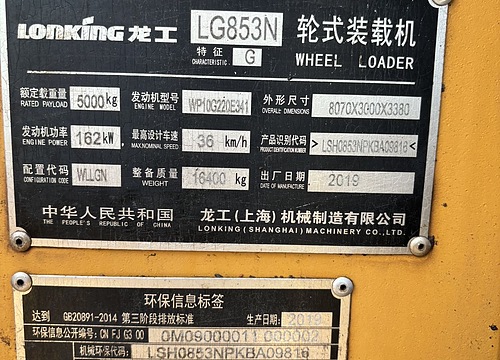 LONKING 龙工 LG853N 轮式装载机
特征 G
CHARACTERISTIC
WHEEL LOADER
额定载重量 5000kg 发动机型号 WP10G220E341 外形尺寸 8070X3000X3380
RATED PAYLOAD ENGINE MODEL OVERALL DIMENSIONS
发动机功率 162kW 最高设计车速 36 km/h 产品识别代码 >LSH0853NPKBA09816<
ENGINE POWER MAX.NOMINAL SPEED PRODUCT IDENTIFICATION NUMBER
配置代码 WLLGN 整备质量 16400 kg 出厂日期 2019
CONFIGURATION CODE WEIGHT DATE OF MANUFACTURE
中华人民共和国 龙工(上海)机械制造有限公司
THE PEOPLE'S REPUBLIC OF CHINA LONKING(SHANGHAI)MACHINERY CO.,LTD.
环保信息标签
达到 GB20891-2014 第三阶段排放标准 生产日期: 2019
环保信息公开编号: CN FJ G3 00 0M09000011 000002
机械环保代码: LSH0853NPKBA09816